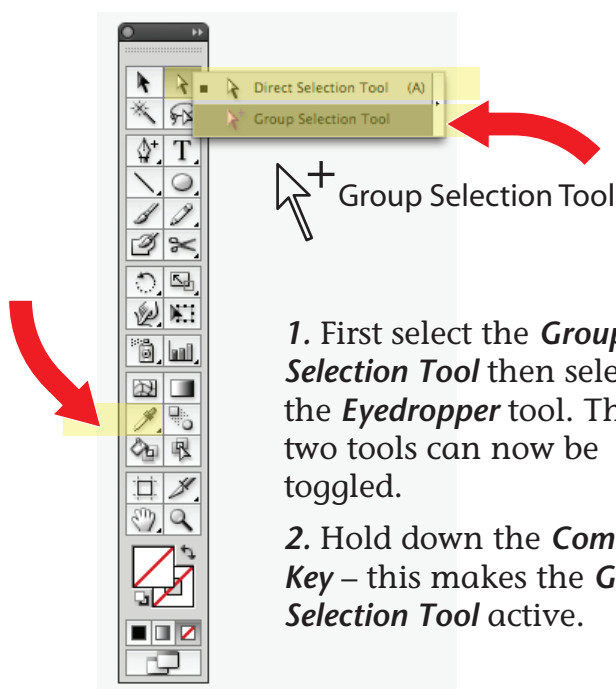 Direct Selection Tool (A)
Group Selection Tool
T
Group Selection Tool
1. First select the Group
Selection Tool then sele
the Eyedropper tool. Th
two tools can now be
toggled.
2. Hold down the Com
Key – this makes the G
Selection Tool active.